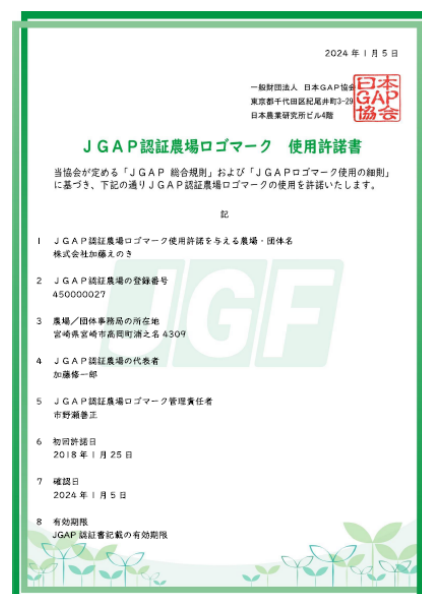 2024年1月5日
一般財団法人 日本GAP協会
東京都千代田区紀尾井町3-29
日本農業研究所ビル4階
日本
GAP
協会
JGAP認証農場ロゴマーク 使用許諾書
当協会が定める「JGAP 総合規則」および「JGAPロゴマーク使用の細則」
に基づき、下記の通りJGAP認証農場ロゴマークの使用を許諾いたします。
記
1 JGAP認証農場ロゴマーク使用許諾を与える農場・団体名
株式会社加藤えのき
2 JGAP認証農場の登録番号
450000027
3 農場/団体事務局の所在地
宮崎県宮崎市高岡町浦之名 4309
4 JGAP認証農場の代表者
加藤修一郎
5 JGAP認証農場ロゴマーク管理責任者
市野瀬善正
6 初回許諾日
2018年1月25日
7 確認日
2024年1月5日
8 有効期限
JGAP 認証書記載の有効期限
JGF